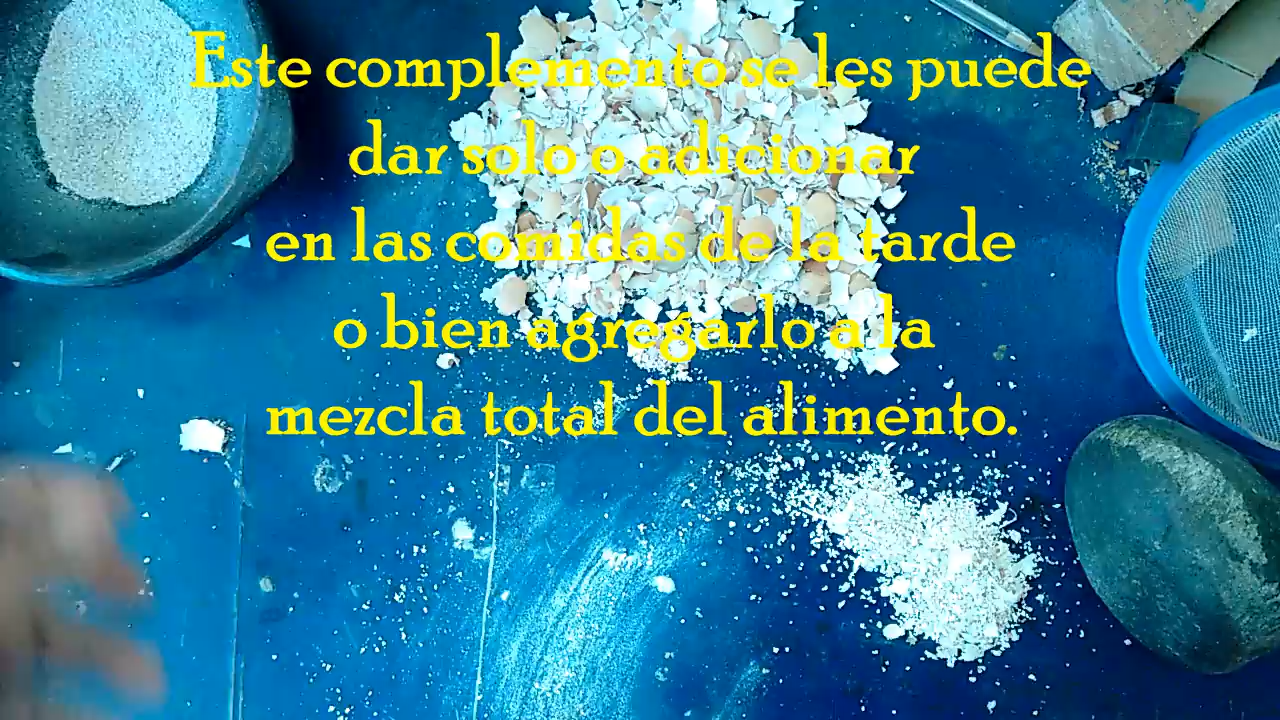 Este complemento se les puede
dar solo o adicionar
en las comidas de la tarde
o bien agregarlo a la
mezcla total del alimento.